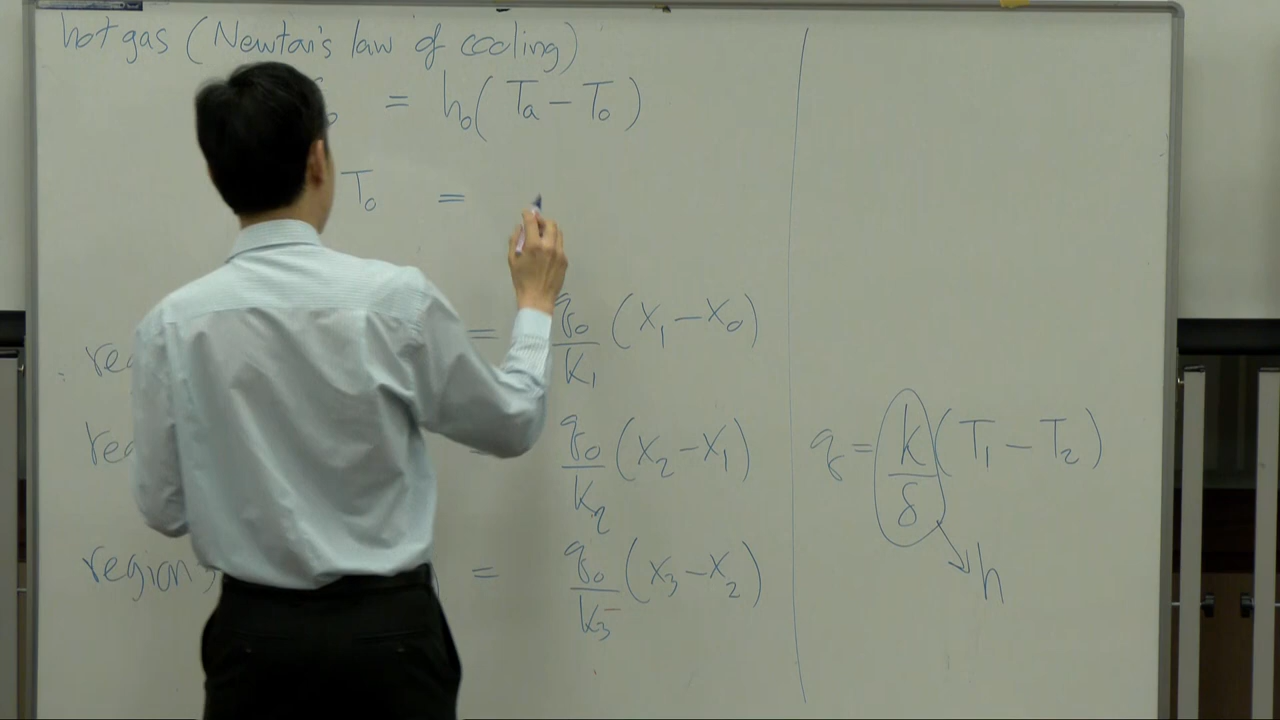 hot gas (Newton's law of cooling)
= h₀(Tₐ − T₀)
T₀ =
= q₀/k₁ (x₁ − x₀)
q₀/k₂ (x₂ − x₁)
region = q₀/k₃ (x₃ − x₂)
q = k/δ (T₁ − T₂)
h